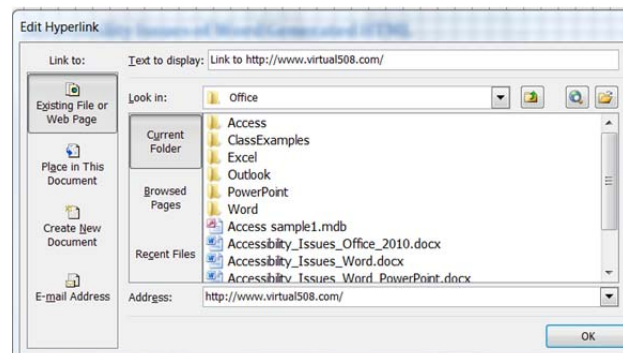 Edit Hyperlink
Link to:
Text to display: Link to http://www.virtual508.com/
Existing File or
Web Page
Place in This
Document
Create New
Document
E-mail Address
Look in:
Office
Current
Folder
Browsed
Pages
Recent Files
Access
ClassExamples
Excel
Outlook
PowerPoint
Word
Access sample1.mdb
Accessibility_Issues_Office_2010.docx
Accessibility_Issues_Word.docx
Accessibility_Issues_Word_PowerPoint.docx
Address: http://www.virtual508.com/
OK